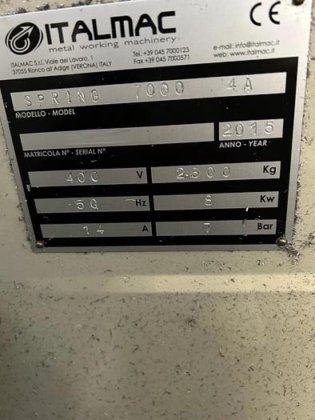 ITALMAC CE
metal working machinery
ITALMAC S.r.l. Viale del Lavoro, 1
37055 Ronco all'Adige (VERONA) ITALY
Tel. +39 045 7000123
Fax +39 045 7000571
e-mail: info@italmac.it
web: www.italmac.it
SPRING 7000 4A
MODELLO - MODEL
2015
MATRICOLA N° - SERIAL N° ANNO - YEAR
400 V 2.600 Kg
50 Hz 8 Kw
14 A 7 Bar